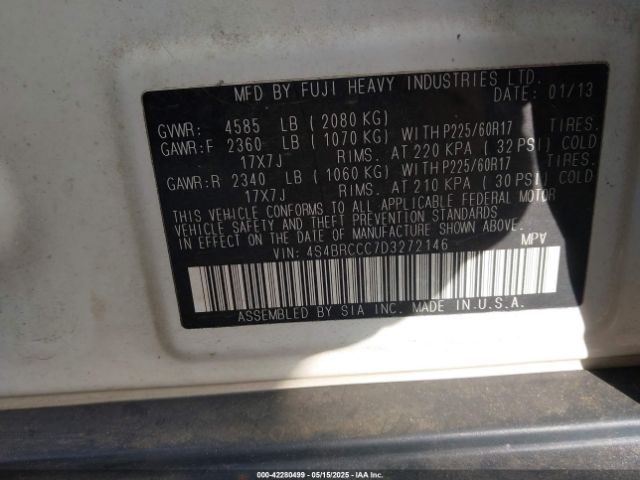 MFD BY FUJI HEAVY INDUSTRIES LTD.
DATE: 01/13
GVWR: 4585 LB ( 2080 KG)
GAWR:F 2360 LB ( 1070 KG) WITH P225/60R17 TIRES.
17X7J RIMS. AT 220 KPA ( 32 PSI) COLD
GAWR:R 2340 LB ( 1060 KG) WITH P225/60R17 TIRES.
17X7J RIMS. AT 210 KPA ( 30 PSI) COLD
THIS VEHICLE CONFORMS TO ALL APPLICABLE FEDERAL MOTOR
VEHICLE SAFETY AND THEFT PREVENTION STANDARDS
IN EFFECT ON THE DATE OF MANUFACTURE SHOWN ABOVE.
VIN: 4S4BRCCC7D3272146 MPV
ASSEMBLED BY SIA INC. MADE IN U.S.A.
000-42280499 - 05/15/2025 - IAAI, Inc. Copyright